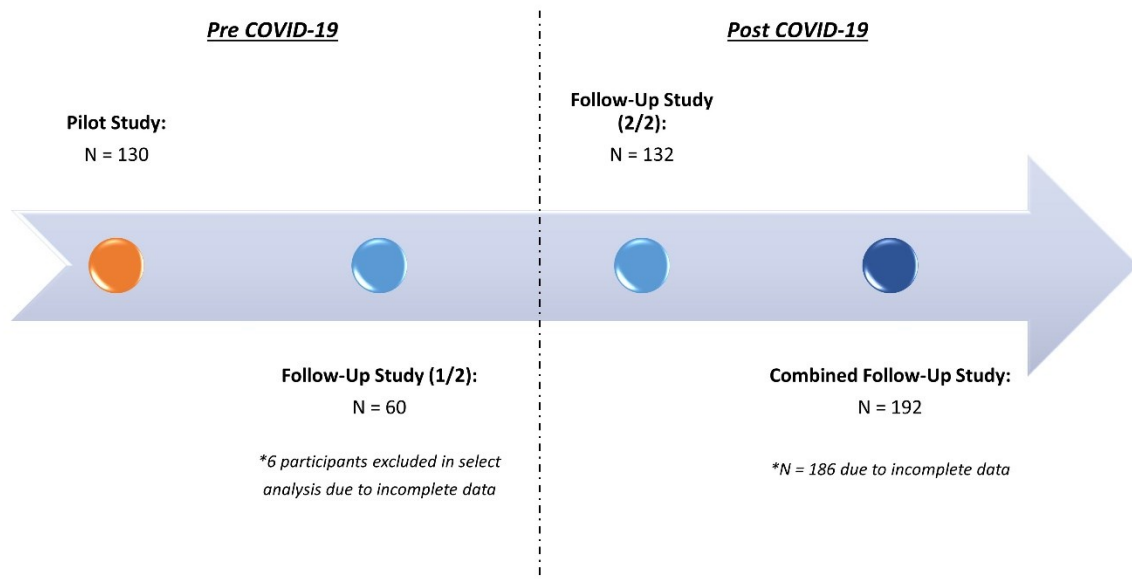 Pre COVID-19
Post COVID-19
Pilot Study:
N = 130
Follow-Up Study
(2/2):
N = 132
Follow-Up Study (1/2):
N = 60
*6 participants excluded in select
analysis due to incomplete data
Combined Follow-Up Study:
N = 192
*N = 186 due to incomplete data